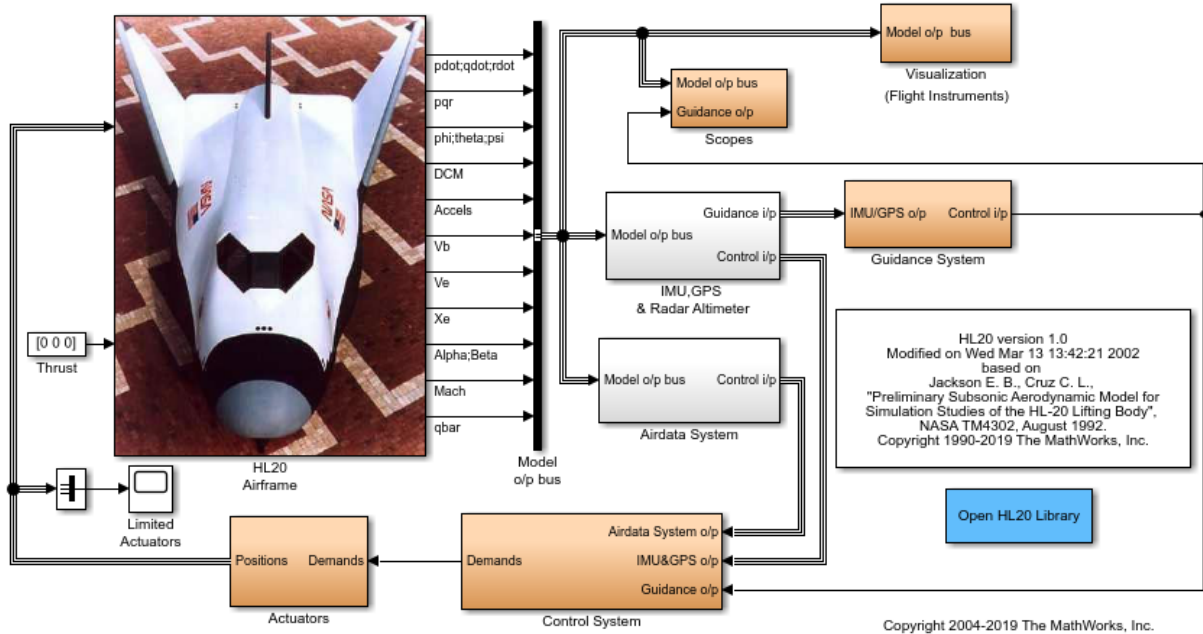 Model o/p bus
Visualization
(Flight Instruments)
Model o/p bus
Guidance o/p
Scopes
pdot;qdot;rdot
pqr
phi;theta;psi
DCM
Accels
Vb
Ve
Xe
Alpha;Beta
Mach
qbar
NASA
[0 0 0]
Thrust
HL20
Airframe
Model
o/p bus
Guidance i/p
Model o/p bus
Control i/p
IMU,GPS
& Radar Altimeter
IMU/GPS o/p
Control i/p
Guidance System
Model o/p bus
Control i/p
Airdata System
HL20 version 1.0
Modified on Wed Mar 13 13:42:21 2002
based on
Jackson E. B., Cruz C. L.,
"Preliminary Subsonic Aerodynamic Model for
Simulation Studies of the HL-20 Lifting Body",
NASA TM4302, August 1992.
Copyright 1990-2019 The MathWorks, Inc.
Open HL20 Library
Limited
Actuators
Positions
Demands
Actuators
Airdata System o/p
Demands
IMU&GPS o/p
Guidance o/p
Control System
Copyright 2004-2019 The MathWorks, Inc.